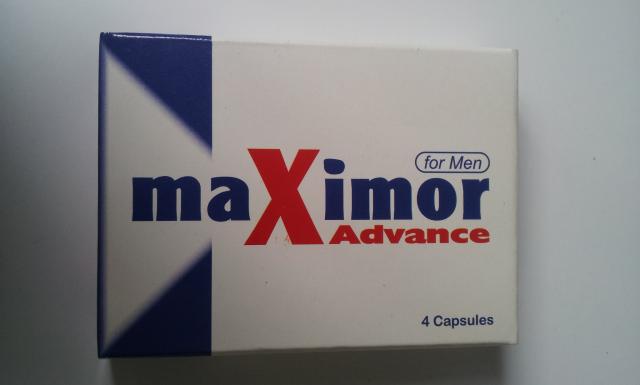 for Men
maXimor
Advance
4 Capsules